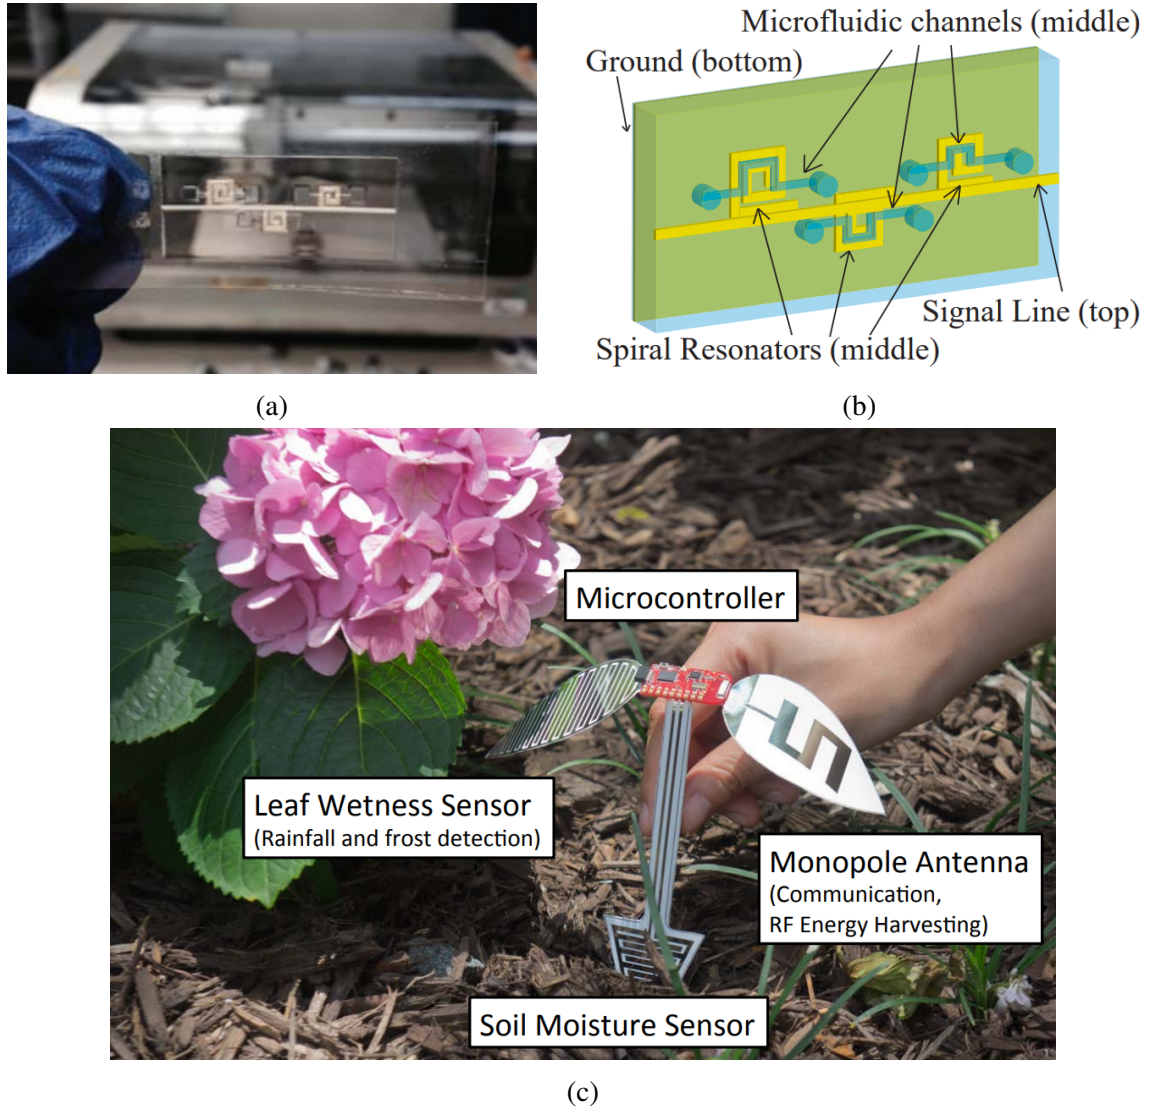 Microfluidic channels (middle)
Ground (bottom)
Signal Line (top)
Spiral Resonators (middle)
(a)
(b)
Microcontroller
Leaf Wetness Sensor
(Rainfall and frost detection)
Monopole Antenna
(Communication,
RF Energy Harvesting)
Soil Moisture Sensor
(c)